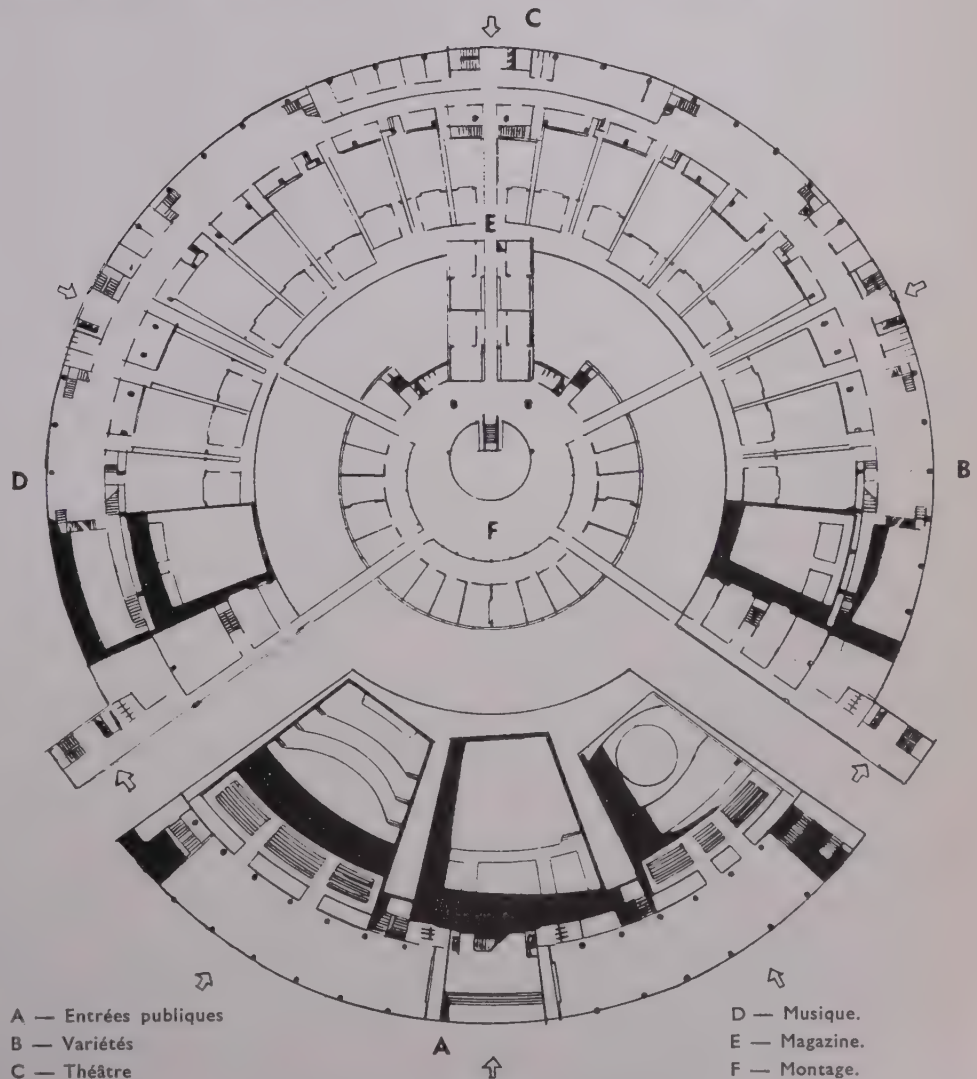 C
E
D
B
F
A — Entrées publiques
B — Variétés
C — Théâtre
A
D — Musique.
E — Magazine.
F — Montage.